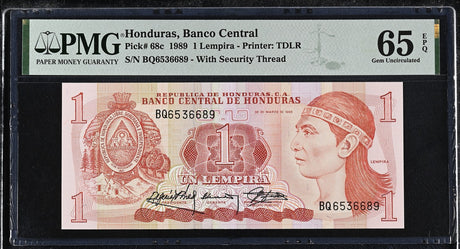 PMG
PAPER MONEY GUARANTY
Honduras, Banco Central
Pick# 68c 1989 1 Lempira - Printer: TDLR
S/N BQ6536689 - With Security Thread
65 EPQ
Gem Uncirculated
REPUBLICA DE HONDURAS, C.A.
BANCO CENTRAL DE HONDURAS
1
BQ6536689
1
1
LEMPIRA
UN LEMPIRA
1
BQ6536689
1